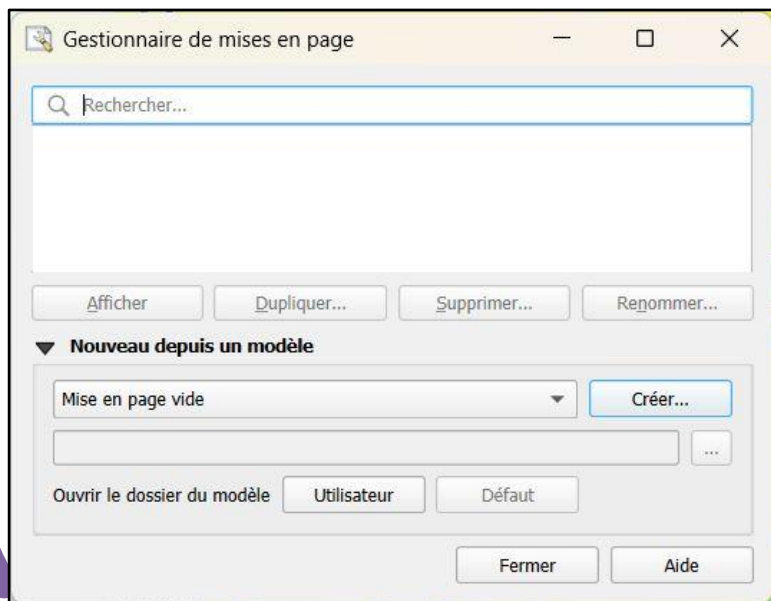 Gestionnaire de mises en page
Rechercher...
Afficher Dupliquer... Supprimer... Renommer...
Nouveau depuis un modèle
Mise en page vide Créer...
...
Ouvrir le dossier du modèle Utilisateur Défaut
Fermer Aide